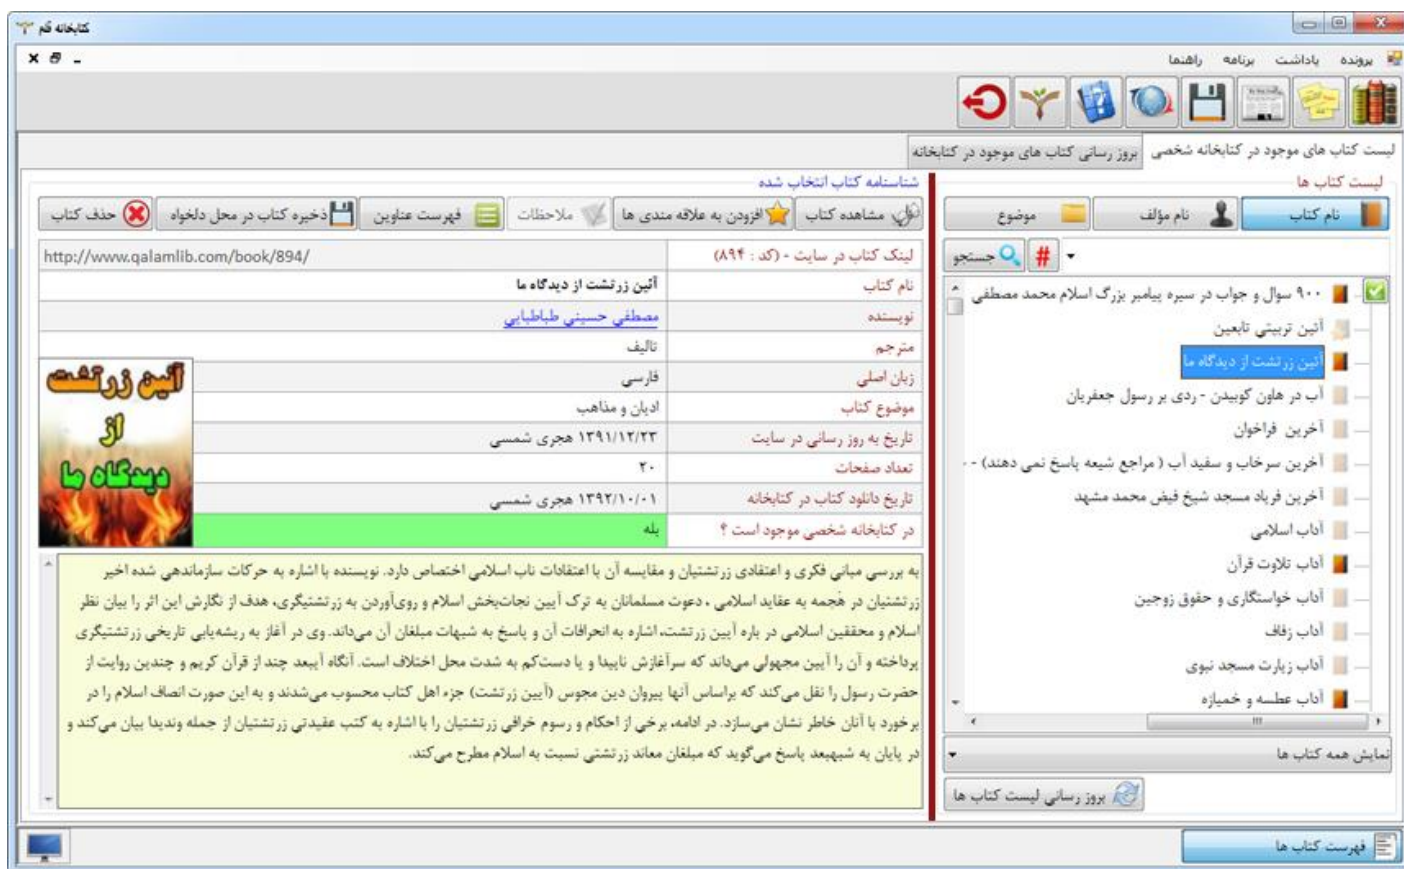 کتابخانه قلم
پرونده یاداشت برنامه راهنما
لیست کتاب های موجود در کتابخانه شخصی
بروز رسانی کتاب های موجود در کتابخانه
لیست کتاب ها
نام کتاب
نام مؤلف
موضوع
# جستجو
۹۰۰ سوال و جواب در سیره پیامبر بزرگ اسلام محمد مصطفی
آئین تربیتی تابعین
آئین زرتشت از دیدگاه ما
آب در هاون کوبیدن - ردی بر رسول جعفریان
آخرین فراخوان
آخرین سرخاب و سفید آب ( مراجع شیعه پاسخ نمی دهند) -
آخرین فریاد مسجد شیخ فیض محمد مشهد
آداب اسلامی
آداب تلاوت قرآن
آداب خواستگاری و حقوق زوجین
آداب زفاف
آداب زیارت مسجد نبوی
آداب عطسه و خمیازه
نمایش همه کتاب ها
بروز رسانی لیست کتاب ها
فهرست کتاب ها
شناسنامه کتاب انتخاب شده
مشاهده کتاب
افزودن به علاقه مندی ها
ملاحظات
فهرست عناوین
ذخیره کتاب در محل دلخواه
حذف کتاب
لینک کتاب در سایت - (کد : ۸۹۴) http://www.qalamlib.com/book/894/
نام کتاب آئین زرتشت از دیدگاه ما
نویسنده مصطفی حسینی طباطبایی
مترجم تالیف
زبان اصلی فارسی
موضوع کتاب ادیان و مذاهب
تاریخ به روز رسانی در سایت ۱۳۹۱/۱۲/۲۳ هجری شمسی
تعداد صفحات ۲۰
تاریخ دانلود کتاب در کتابخانه ۱۳۹۲/۱۰/۰۱ هجری شمسی
در کتابخانه شخصی موجود است ؟ بله
آئین زرتشت
از
دیدگاه ما
به بررسی مبانی فکری و اعتقادی زرتشتیان و مقایسه آن با اعتقادات ناب اسلامی اختصاص دارد. نویسنده با اشاره به حرکات سازماندهی شده اخیر
زرتشتیان در هجمه به عقاید اسلامی ، دعوت مسلمانان به ترک آیین نجات‌بخش اسلام و روی‌آوردن به زرتشتیگری، هدف از نگارش این اثر را بیان نظر
اسلام و محققین اسلامی در باره آیین زرتشت، اشاره به انحرافات آن و پاسخ به شبهات مبلغان آن می‌داند. وی در آغاز به ریشه‌یابی تاریخی زرتشتیگری
پرداخته و آن را آیین مجهولی می‌داند که سرآغازش ناپیدا و یا دست‌کم به شدت محل اختلاف است. آنگاه آیبعد چند از قرآن کریم و چندین روایت از
حضرت رسول را نقل می‌کند که براساس آنها پیروان دین مجوس (آیین زرتشت) جزء اهل کتاب محسوب می‌شدند و به این صورت انصاف اسلام را در
برخورد با آنان خاطر نشان می‌سازد. در ادامه، برخی از احکام و رسوم خرافی زرتشتیان را با اشاره به کتب عقیدتی زرتشتیان از جمله وندیدا بیان می‌کند و
در پایان به شبهبعد پاسخ می‌گوید که مبلغان معاند زرتشتی نسبت به اسلام مطرح می‌کند.